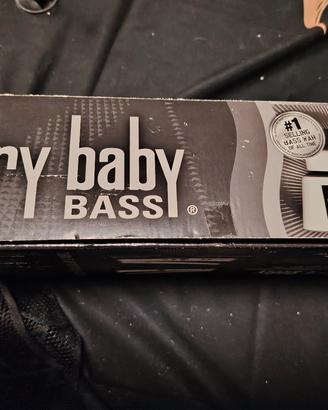 ry baby
BASS®
#1
SELLING
BASS WAH
OF ALL TIME